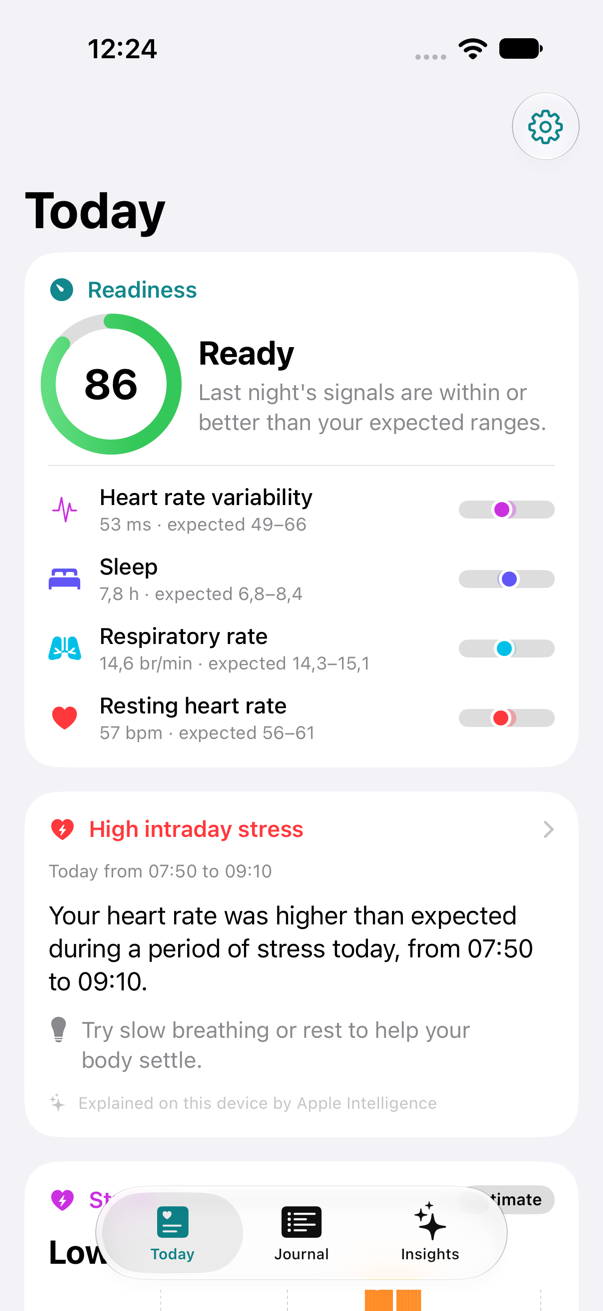 12:24
Today
Readiness
86
Ready
Last night's signals are within or
better than your expected ranges.
Heart rate variability
53 ms · expected 49–66
Sleep
7,8 h · expected 6,8–8,4
Respiratory rate
14,6 br/min · expected 14,3–15,1
Resting heart rate
57 bpm · expected 56–61
High intraday stress
Today from 07:50 to 09:10
Your heart rate was higher than expected
during a period of stress today, from 07:50
to 09:10.
Try slow breathing or rest to help your
body settle.
Explained on this device by Apple Intelligence
Low
Today
Journal
Insights